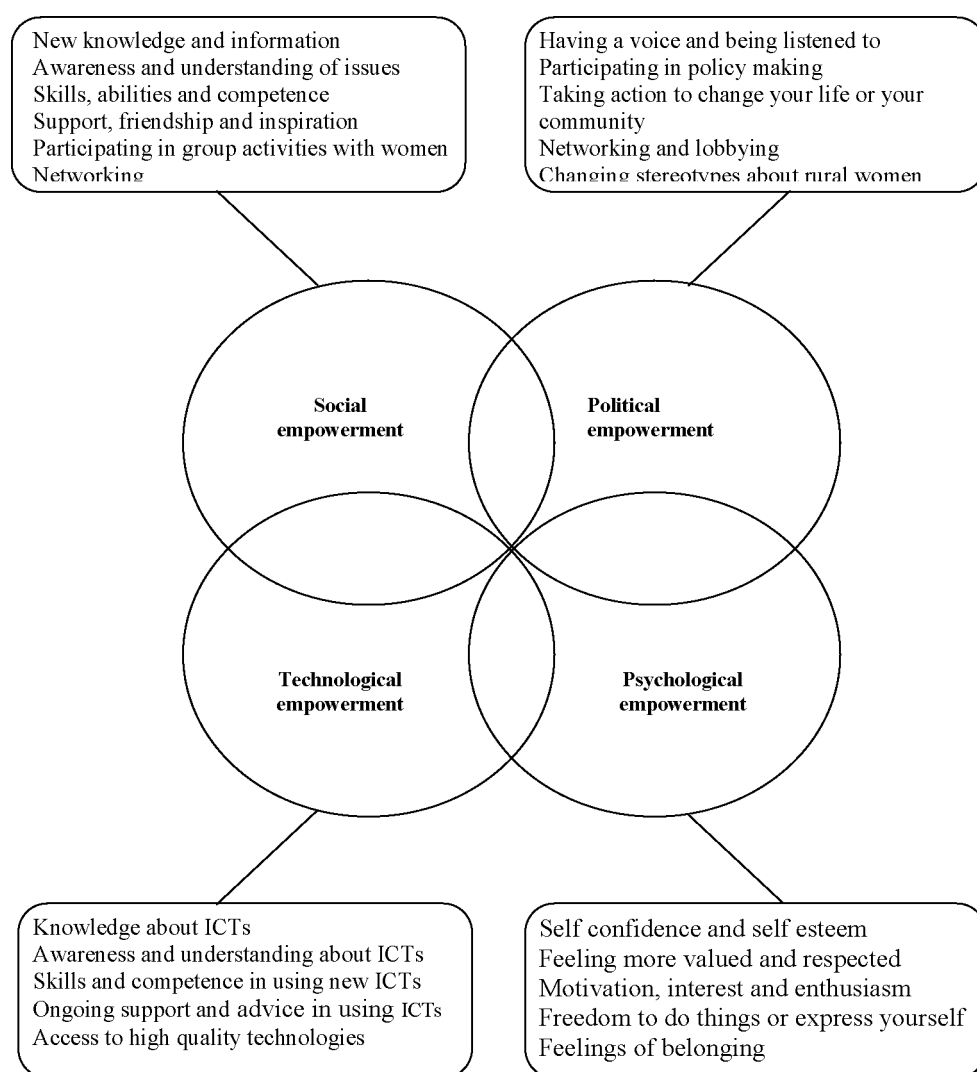 New knowledge and information
Awareness and understanding of issues
Skills, abilities and competence
Support, friendship and inspiration
Participating in group activities with women
Networking
Having a voice and being listened to
Participating in policy making
Taking action to change your life or your
community
Networking and lobbying
Changing stereotypes about rural women
Social
empowerment
Political
empowerment
Technological
empowerment
Psychological
empowerment
Knowledge about ICTs
Awareness and understanding about ICTs
Skills and competence in using new ICTs
Ongoing support and advice in using ICTs
Access to high quality technologies
Self confidence and self esteem
Feeling more valued and respected
Motivation, interest and enthusiasm
Freedom to do things or express yourself
Feelings of belonging